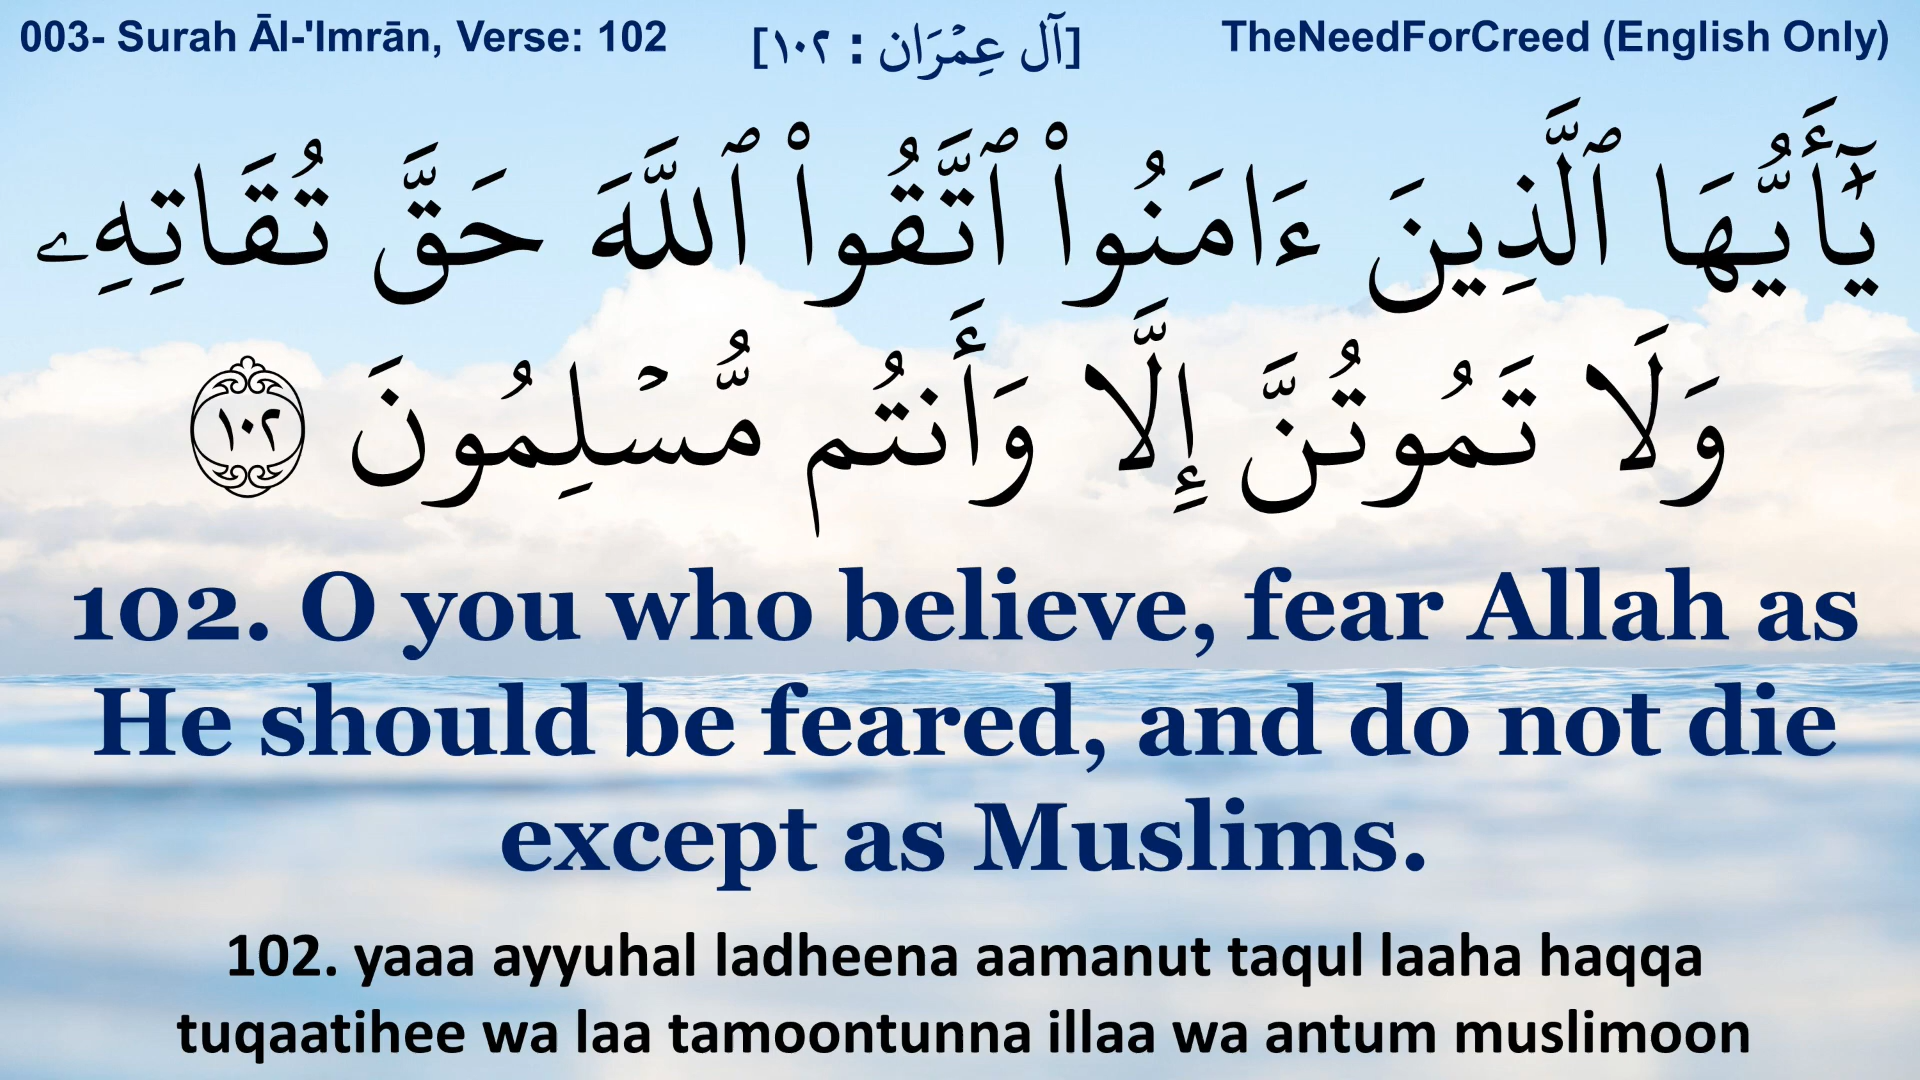 003- Surah Āl-'Imrān, Verse: 102 [آل عِمۡرَان : ١٠٢] TheNeedForCreed (English Only)
يَٰٓأَيُّهَا ٱلَّذِينَ ءَامَنُوا۟ ٱتَّقُوا۟ ٱللَّهَ حَقَّ تُقَاتِهِۦ
وَلَا تَمُوتُنَّ إِلَّا وَأَنتُم مُّسۡلِمُونَ ١٠٢
102. O you who believe, fear Allah as
He should be feared, and do not die
except as Muslims.
102. yaaa ayyuhal ladheena aamanut taqul laaha haqqa
tuqaatihee wa laa tamoontunna illaa wa antum muslimoon